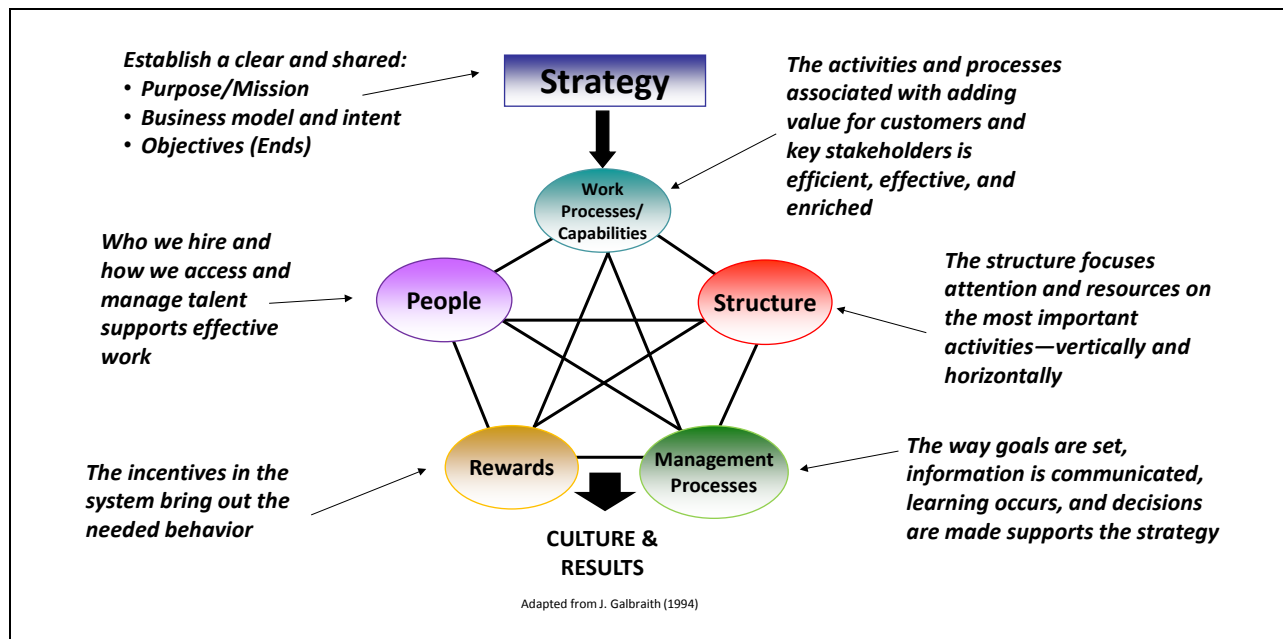 Establish a clear and shared:
• Purpose/Mission
• Business model and intent
• Objectives (Ends)
Strategy
The activities and processes
associated with adding
value for customers and
key stakeholders is
efficient, effective, and
enriched
Work
Processes/
Capabilities
Who we hire and
how we access and
manage talent
supports effective
work
People
Structure
The structure focuses
attention and resources on
the most important
activities—vertically and
horizontally
The incentives in the
system bring out the
needed behavior
Rewards
Management
Processes
The way goals are set,
information is communicated,
learning occurs, and decisions
are made supports the strategy
CULTURE &
RESULTS
Adapted from J. Galbraith (1994)